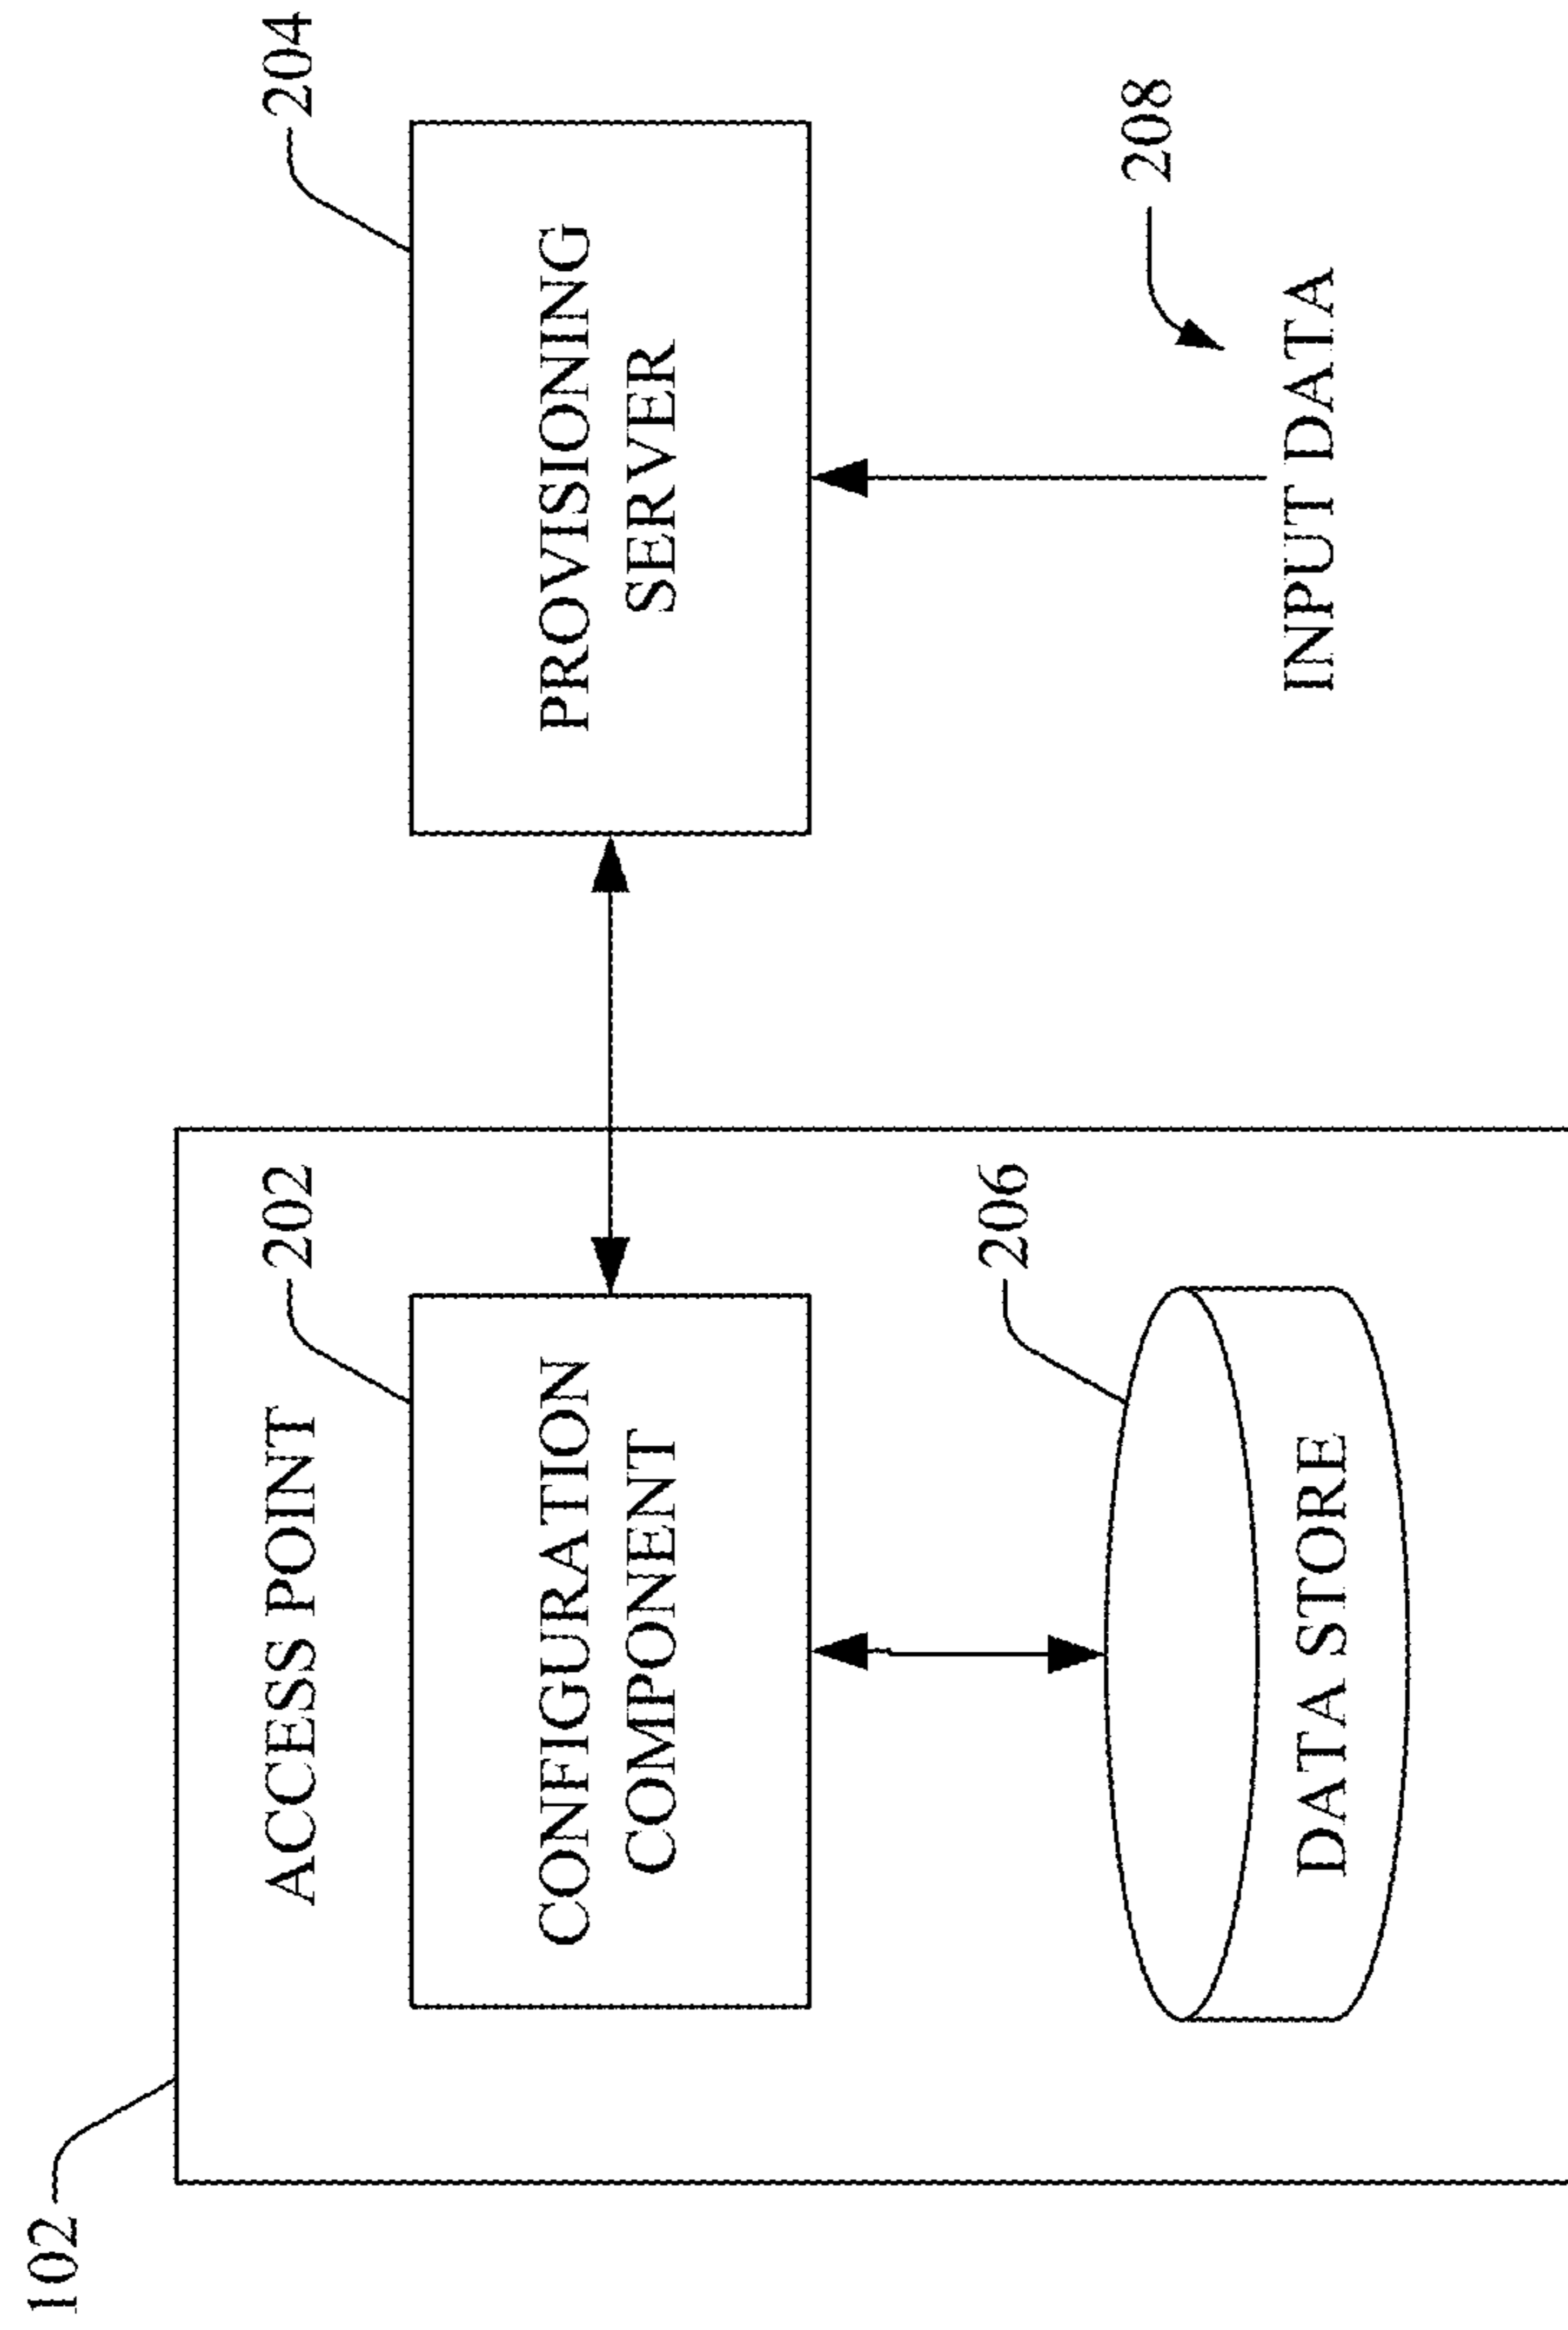 102
ACCESS POINT
202
CONFIGURATION
COMPONENT
206
DATA STORE
204
PROVISIONING
SERVER
208
INPUT DATA